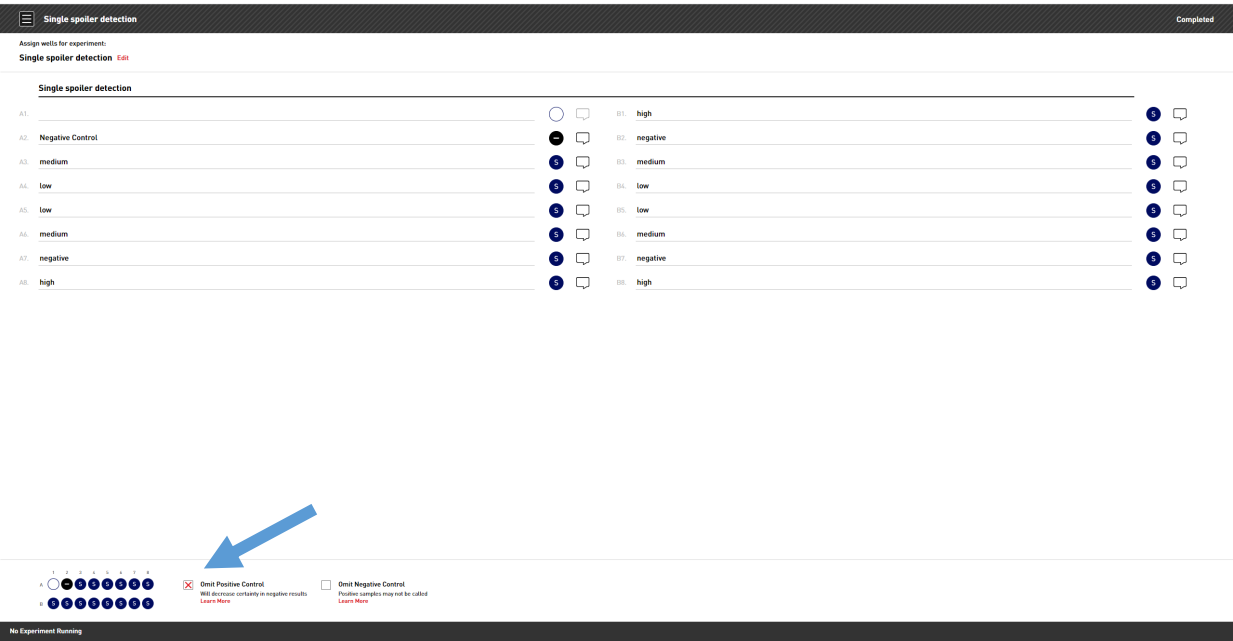 Single spoiler detection
Completed
Assign wells for experiment:
Single spoiler detection Edit
Single spoiler detection
A1.
A2. Negative Control
A3. medium S
A4. low S
A5. low S
A6. medium S
A7. negative S
A8. high S
B1. high S
B2. negative S
B3. medium S
B4. low S
B5. low S
B6. medium S
B7. negative S
B8. high S
1 2 3 4 5 6 7 8
A S S S S S S
B S S S S S S S S
Omit Positive Control
Will decrease certainty in negative results
Learn More
Omit Negative Control
Positive samples may not be called
Learn More
No Experiment Running